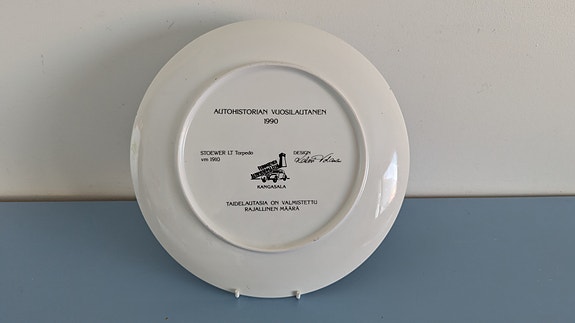 AUTOHISTORIAN VUOSILAUTANEN
1990
STOEWER LT Torpedo
vm 1910
DESIGN
KANGASALA
TAIDELAUTASIA ON VALMISTETTU
RAJALLINEN MÄÄRÄ